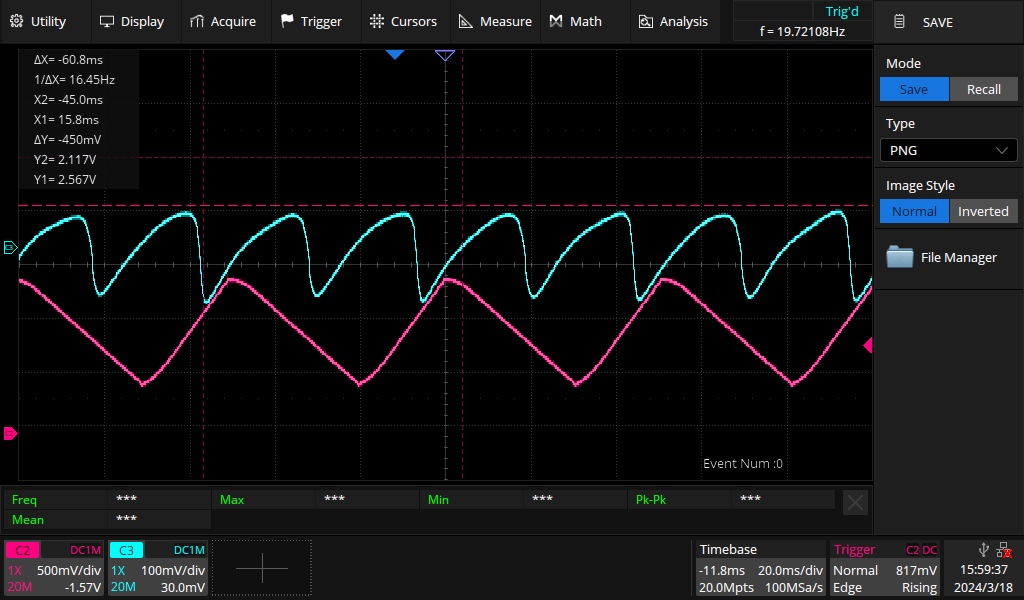 Utility Display Acquire Trigger Cursors Measure Math Analysis Trig'd
f = 19.72108Hz
SAVE
Mode
Save Recall
Type
PNG
Image Style
Normal Inverted
File Manager
ΔX= -60.8ms
1/ΔX= 16.45Hz
X2= -45.0ms
X1= 15.8ms
ΔY= -450mV
Y2= 2.117V
Y1= 2.567V
C3
Event Num :0
Freq *** Max *** Min *** Pk-Pk ***
Mean ***
C2 DC1M
1X 500mV/div
20M -1.57V
C3 DC1M
1X 100mV/div
20M 30.0mV
Timebase
-11.8ms 20.0ms/div
20.0Mpts 100MSa/s
Trigger C2 DC
Normal 817mV
Edge Rising
15:59:37
2024/3/18